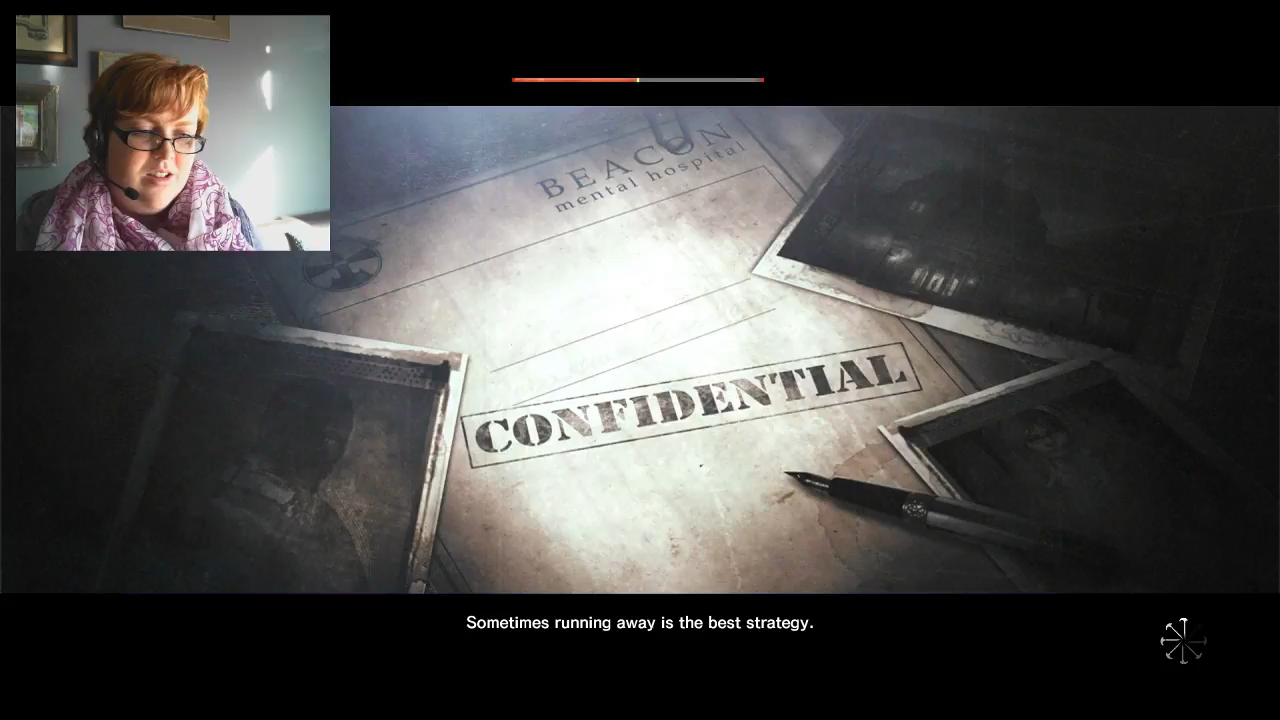 BEACON
mental hospital
CONFIDENTIAL
Sometimes running away is the best strategy.